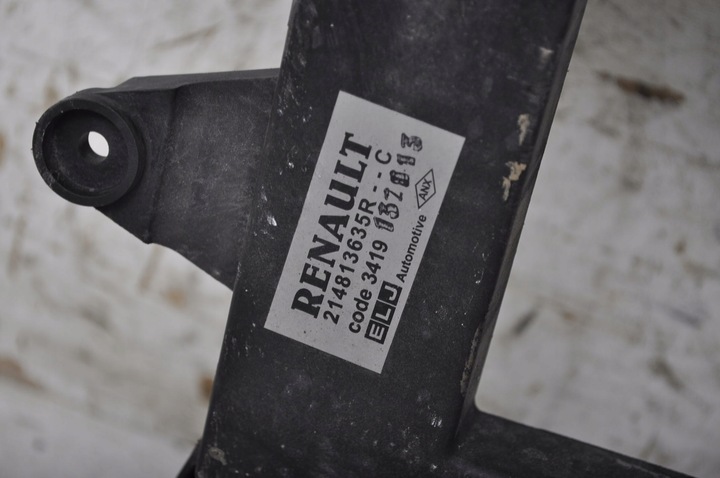 RENAULT
214813635R -- C
code 3419
ELJ Automotive ANX